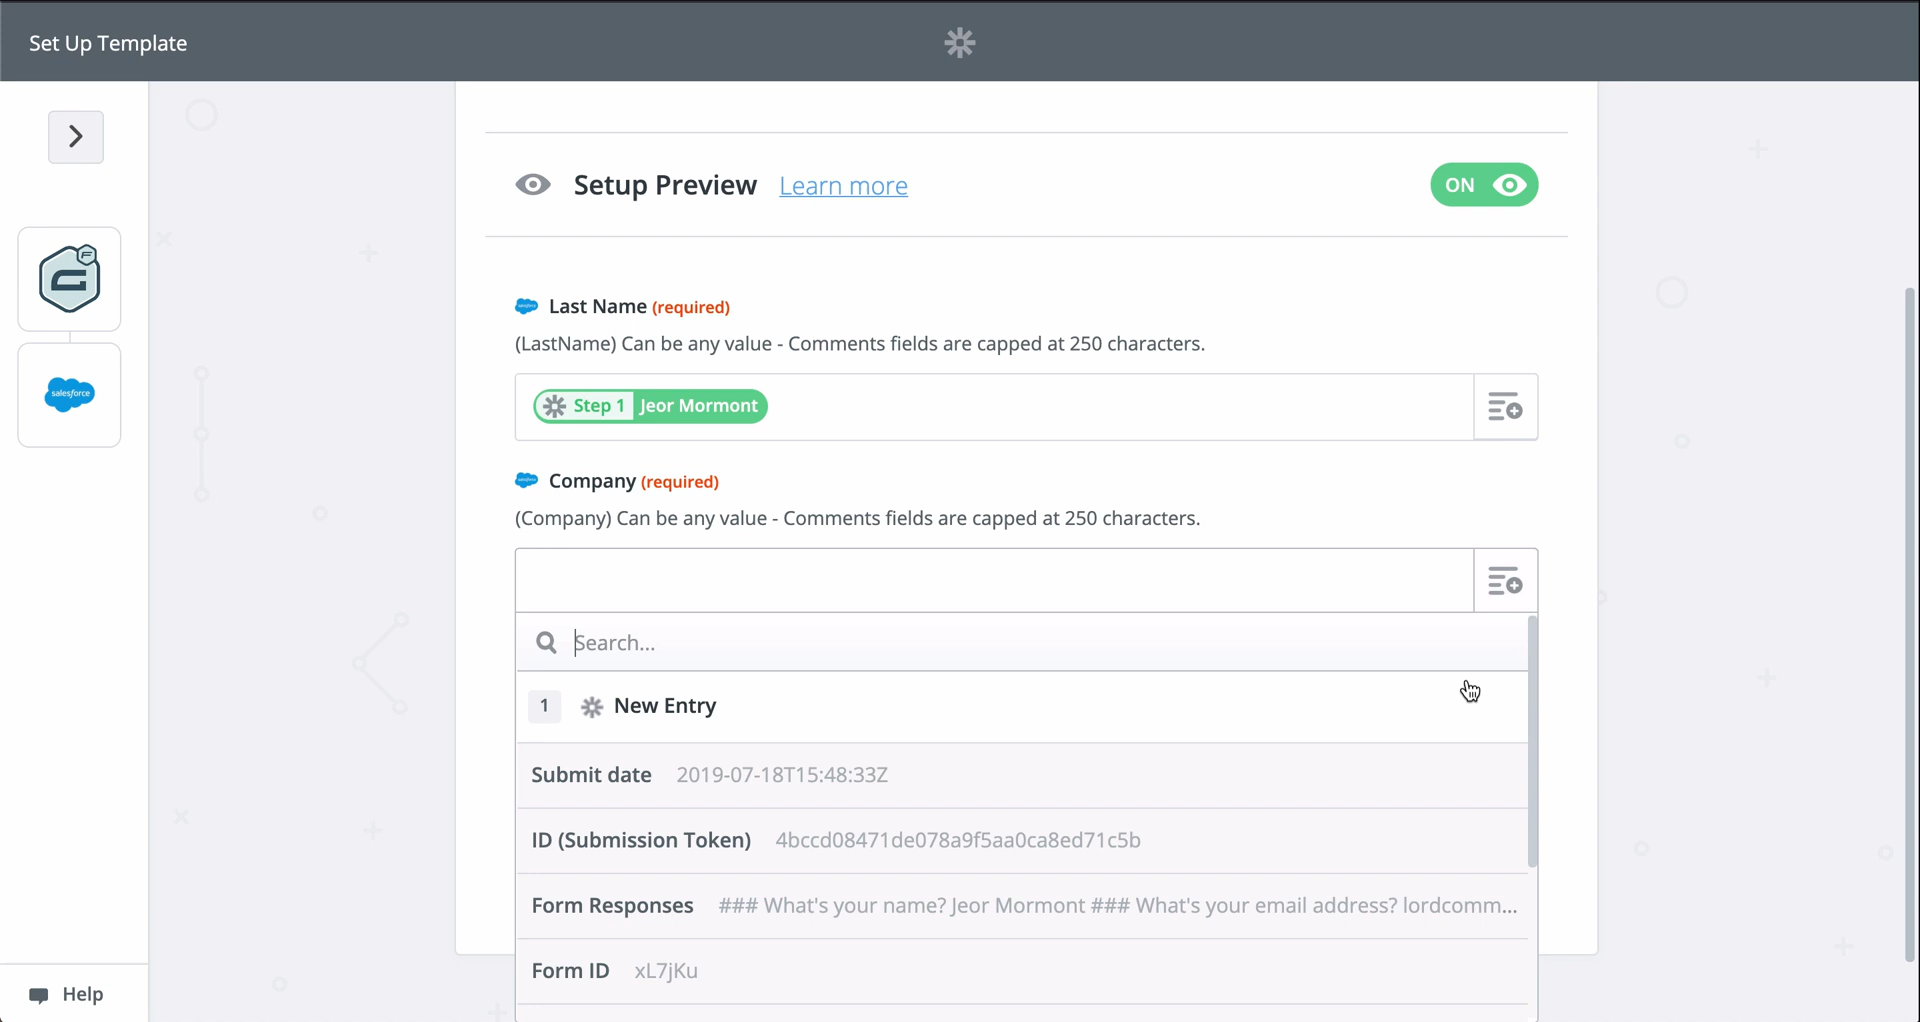 Set Up Template
Setup Preview Learn more ON
F
Last Name (required)
(LastName) Can be any value - Comments fields are capped at 250 characters.
salesforce
Step 1 Jeor Mormont
Company (required)
(Company) Can be any value - Comments fields are capped at 250 characters.
Search...
1 New Entry
Submit date 2019-07-18T15:48:33Z
ID (Submission Token) 4bccd08471de078a9f5aa0ca8ed71c5b
Form Responses ### What's your name? Jeor Mormont ### What's your email address? lordcomm...
Form ID xL7jKu
Help